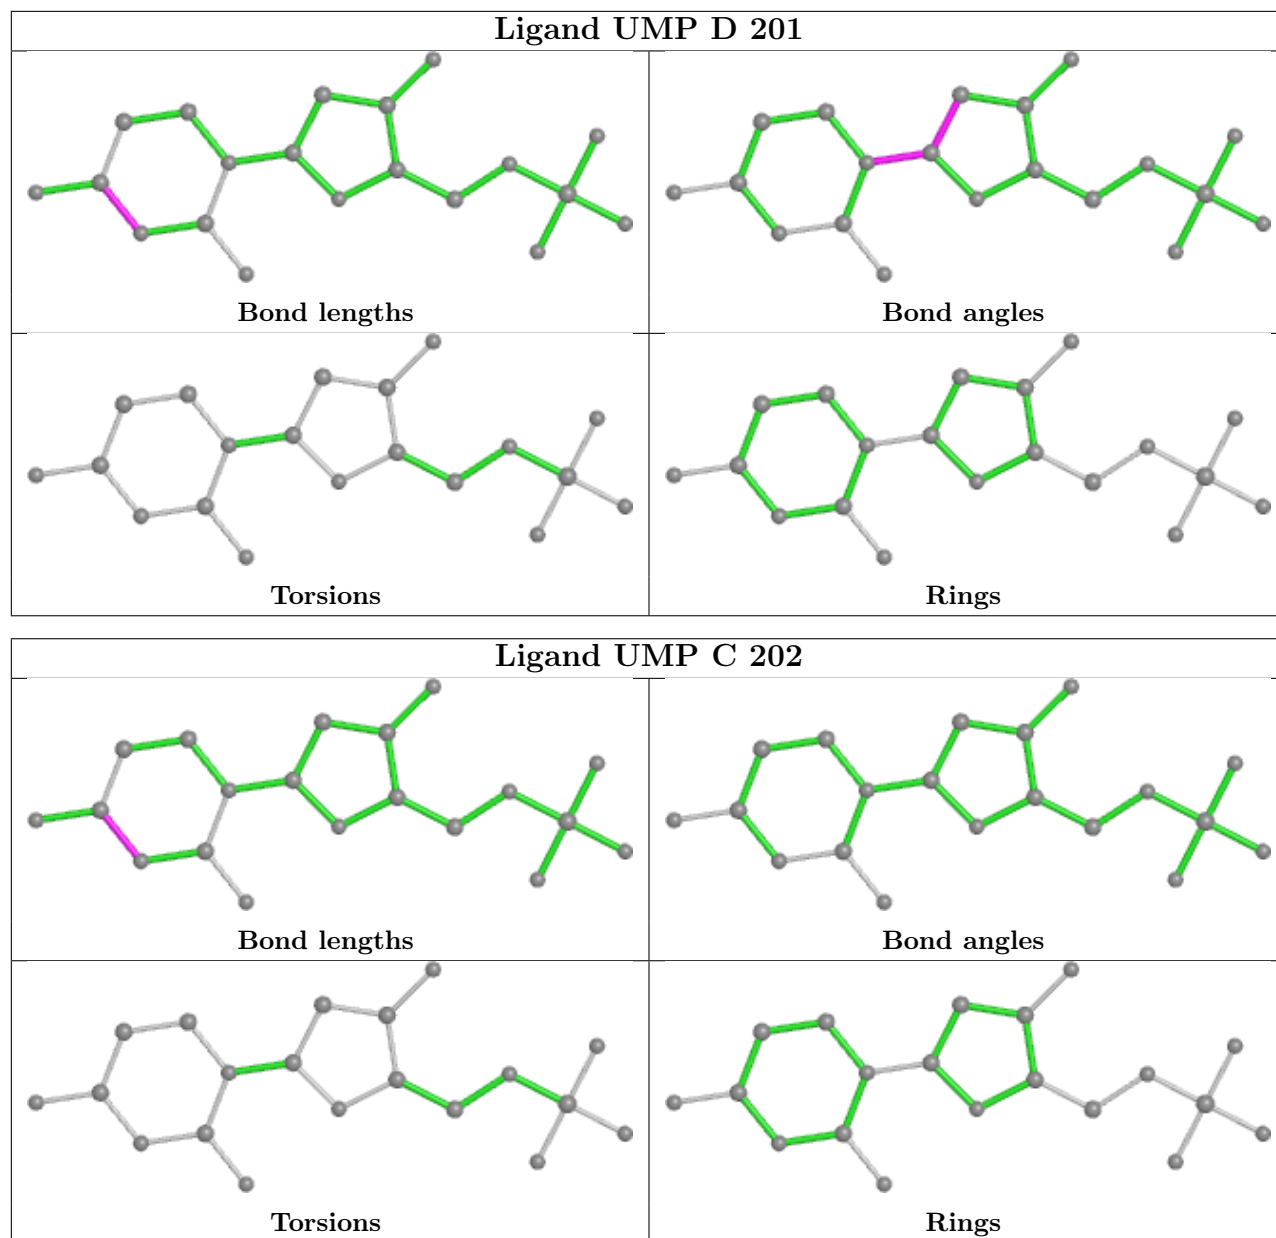 Ligand UMP D 201
Bond lengths
Bond angles
Torsions
Rings
Ligand UMP C 202
Bond lengths
Bond angles
Torsions
Rings